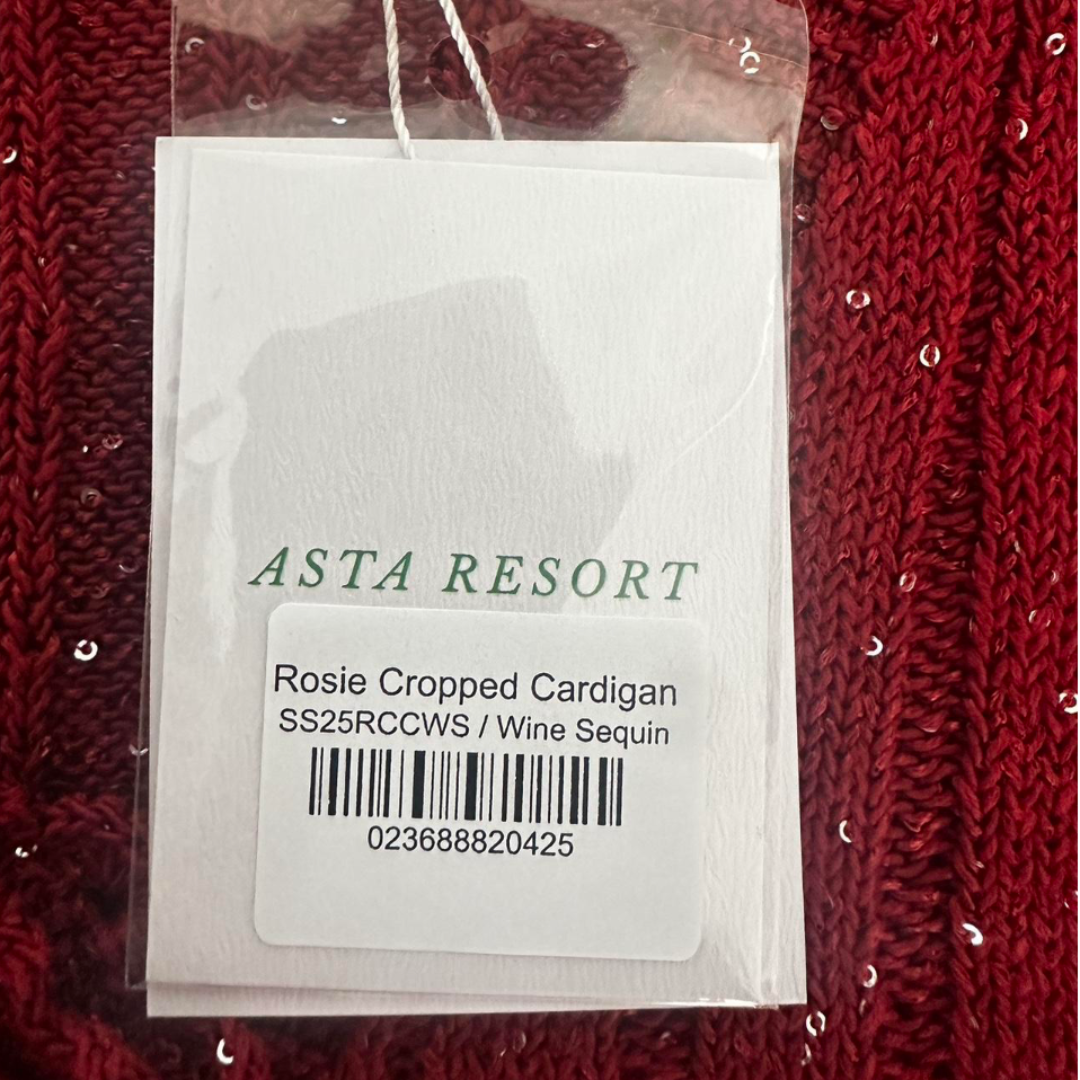 ASTA RESORT
Rosie Cropped Cardigan
SS25RCCWS / Wine Sequin
023688820425